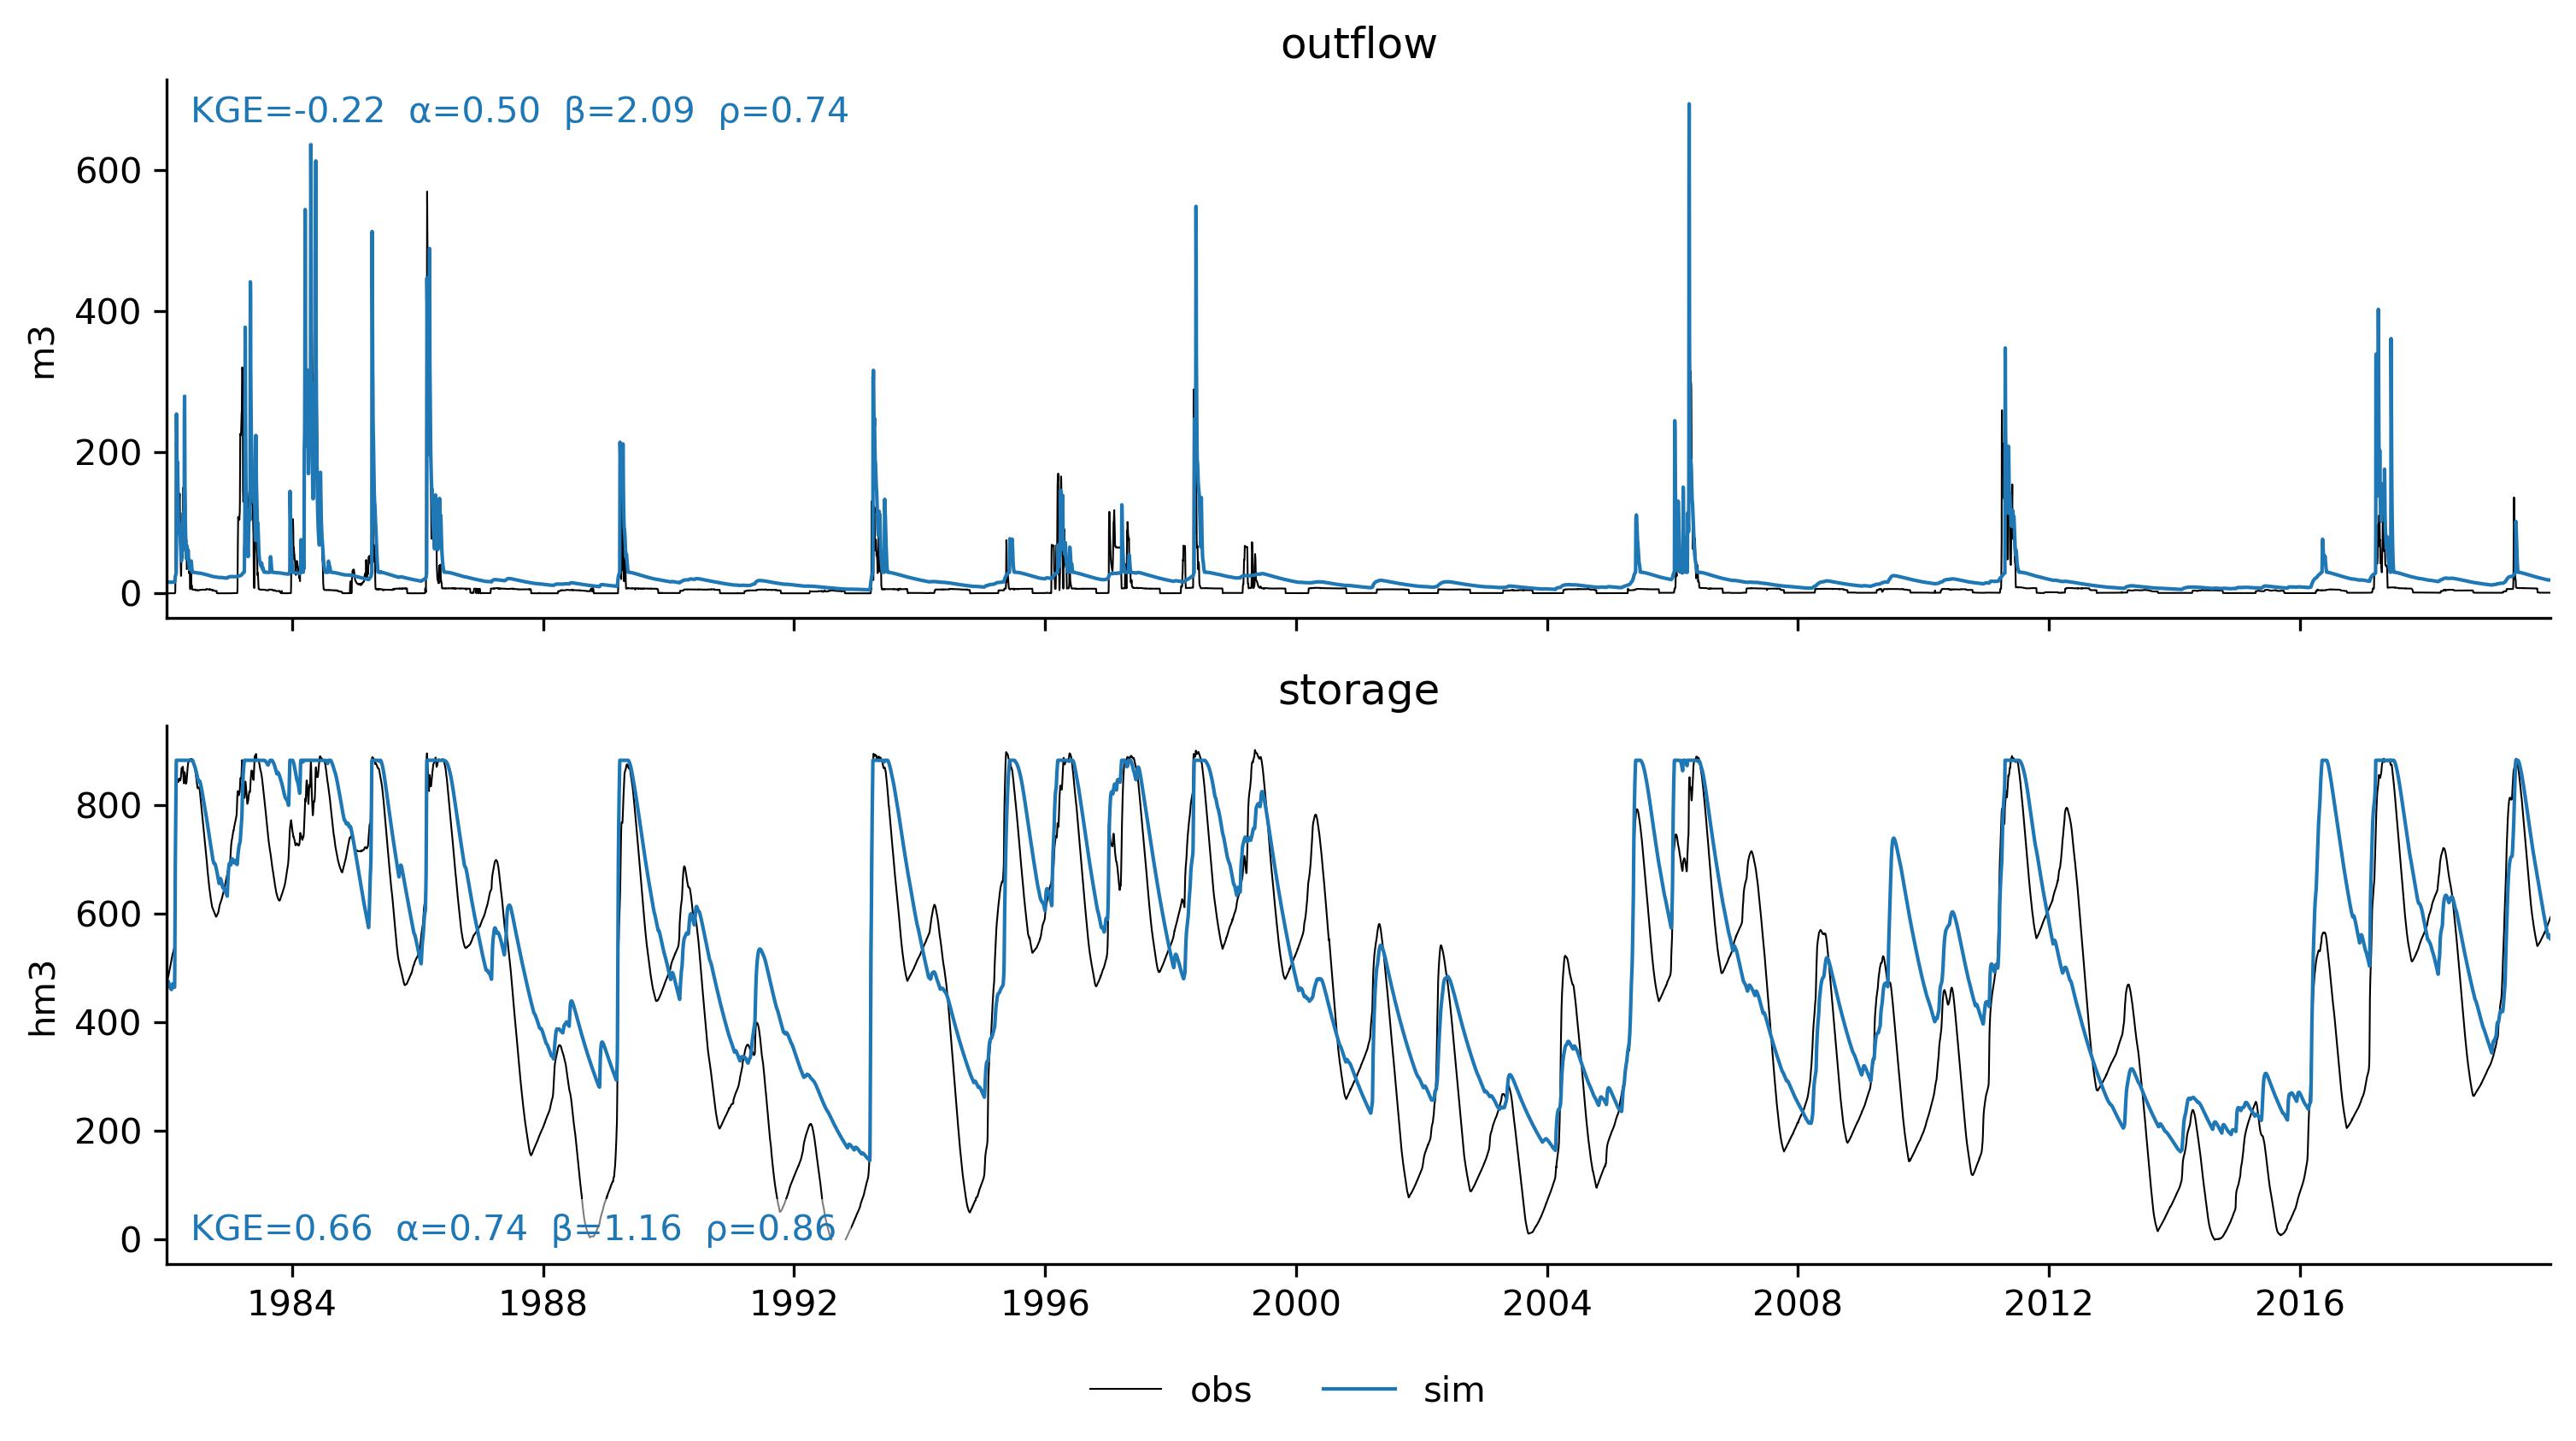 outflow
KGE=-0.22 α=0.50 β=2.09 ρ=0.74
m3
600
400
200
0
storage
hm3
800
600
400
200
0
KGE=0.66 α=0.74 β=1.16 ρ=0.86
1984 1988 1992 1996 2000 2004 2008 2012 2016
obs sim